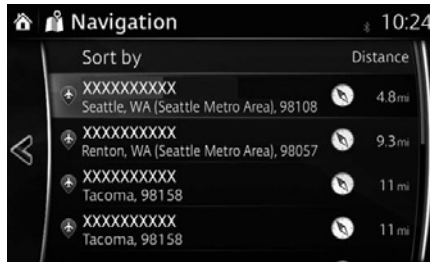 Navigation 10:24
Sort by Distance
XXXXXXXXXX
Seattle, WA (Seattle Metro Area), 98108 4.8mi
XXXXXXXXXX
Renton, WA (Seattle Metro Area), 98057 9.3mi
XXXXXXXXXX
Tacoma, 98158 11 mi
XXXXXXXXXX
Tacoma, 98158 11 mi